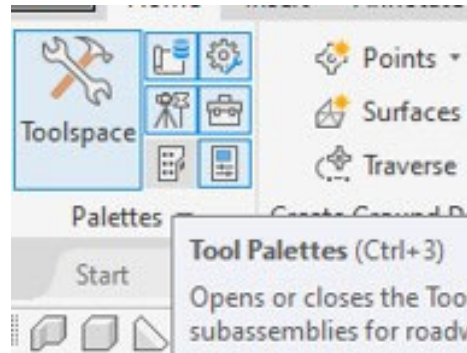 Toolspace
Points
Surfaces
Traverse
Palettes
Start
Tool Palettes (Ctrl+3)
Opens or closes the Too
subassemblies for roadw